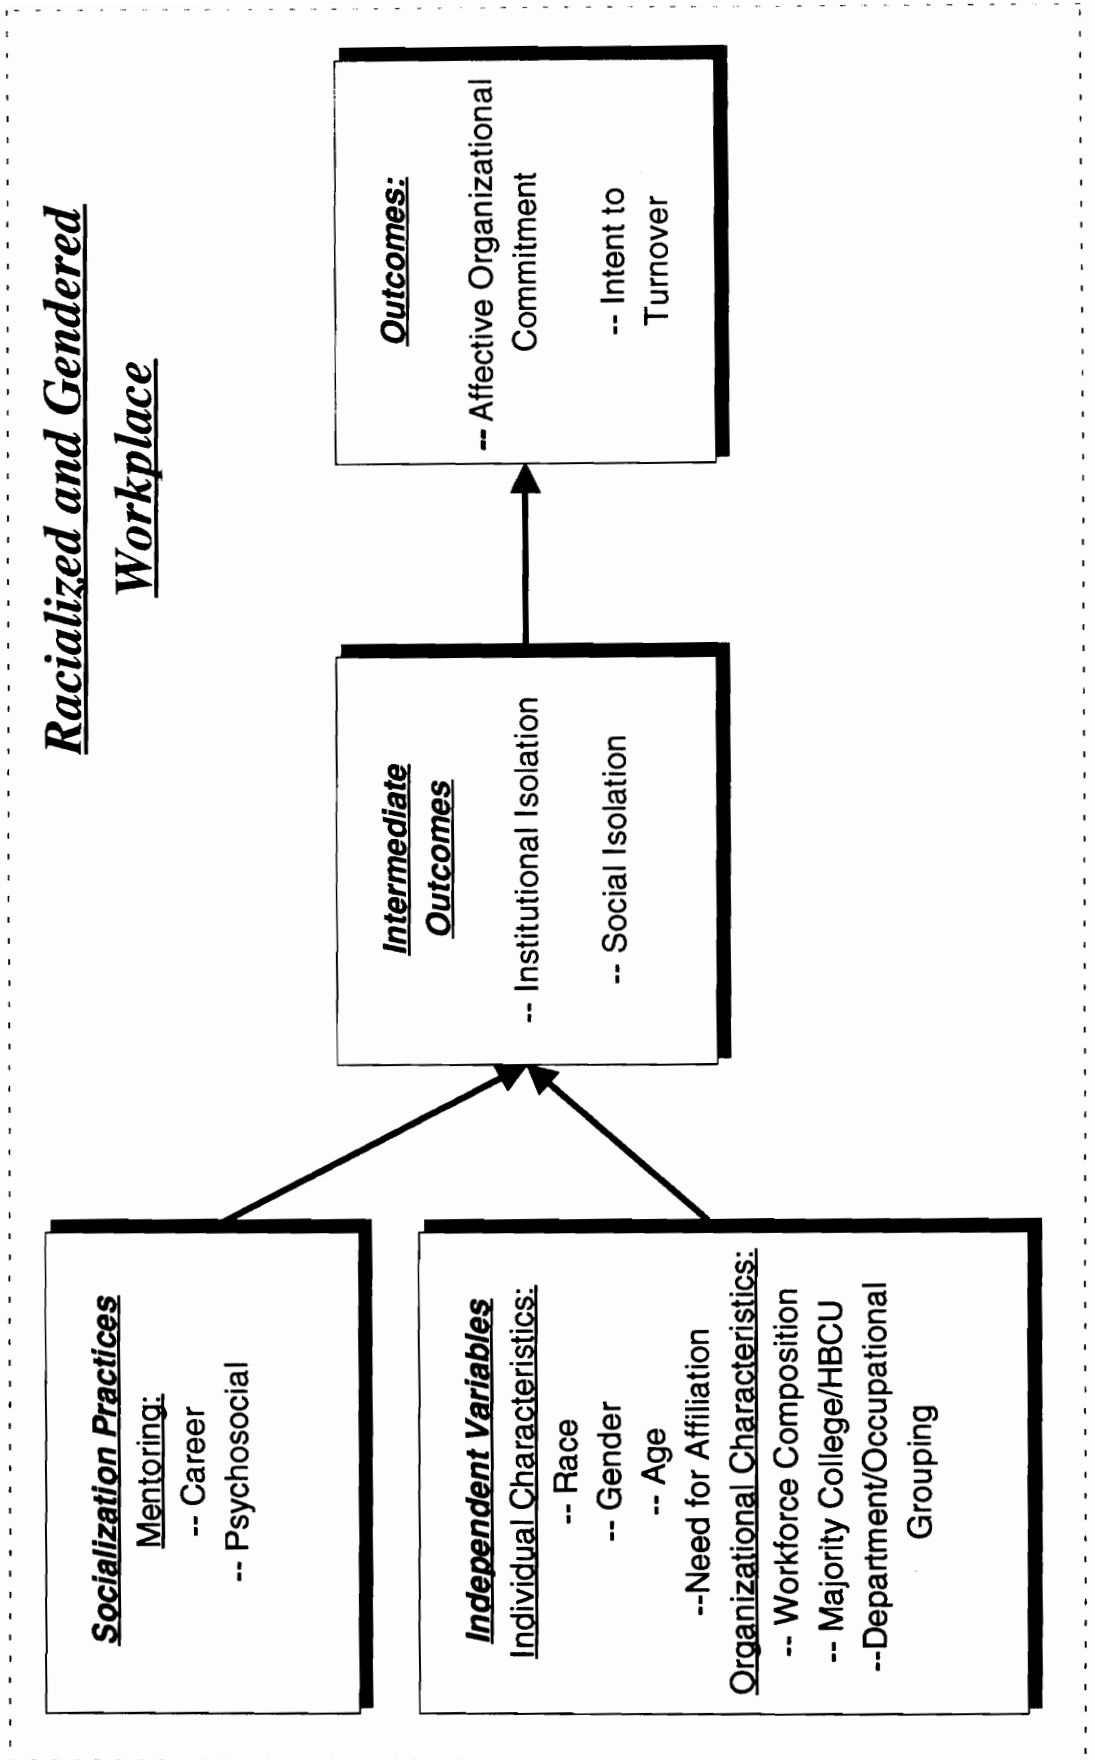 Racialized and Gendered
Workplace
Socialization Practices
Mentoring:
-- Career
-- Psychosocial
Independent Variables
Individual Characteristics:
-- Race
-- Gender
-- Age
--Need for Affiliation
Organizational Characteristics:
-- Workforce Composition
-- Majority College/HBCU
--Department/Occupational
Grouping
Intermediate
Outcomes
-- Institutional Isolation
-- Social Isolation
Outcomes:
-- Affective Organizational
Commitment
-- Intent to
Turnover